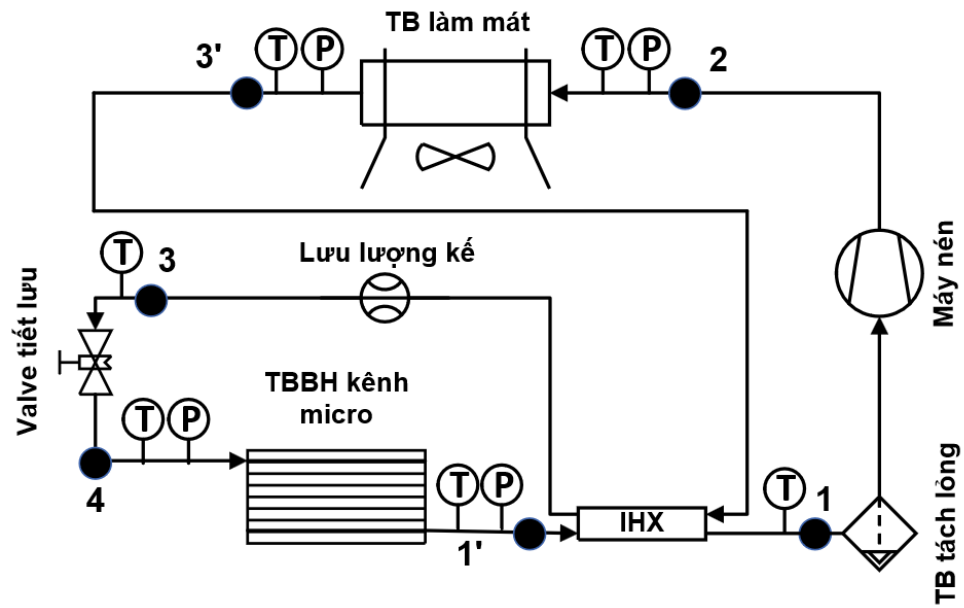 TB làm mát
3'
T
P
T
P
2
T
3
Lưu lượng kế
Máy nén
Valve tiết lưu
TBBH kênh
micro
T
P
4
T
P
1'
IHX
T
1
TB tách lỏng